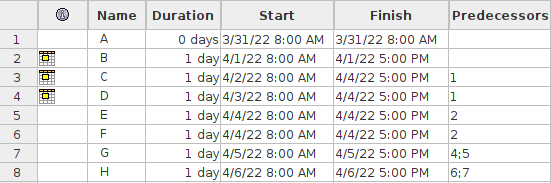 Name Duration Start Finish Predecessors
1 A 0 days 3/31/22 8:00 AM 3/31/22 8:00 AM
2 B 1 day 4/1/22 8:00 AM 4/1/22 5:00 PM
3 C 1 day 4/2/22 8:00 AM 4/4/22 5:00 PM 1
4 D 1 day 4/3/22 8:00 AM 4/4/22 5:00 PM 1
5 E 1 day 4/4/22 8:00 AM 4/4/22 5:00 PM 2
6 F 1 day 4/4/22 8:00 AM 4/4/22 5:00 PM 2
7 G 1 day 4/5/22 8:00 AM 4/5/22 5:00 PM 4;5
8 H 1 day 4/6/22 8:00 AM 4/6/22 5:00 PM 6;7